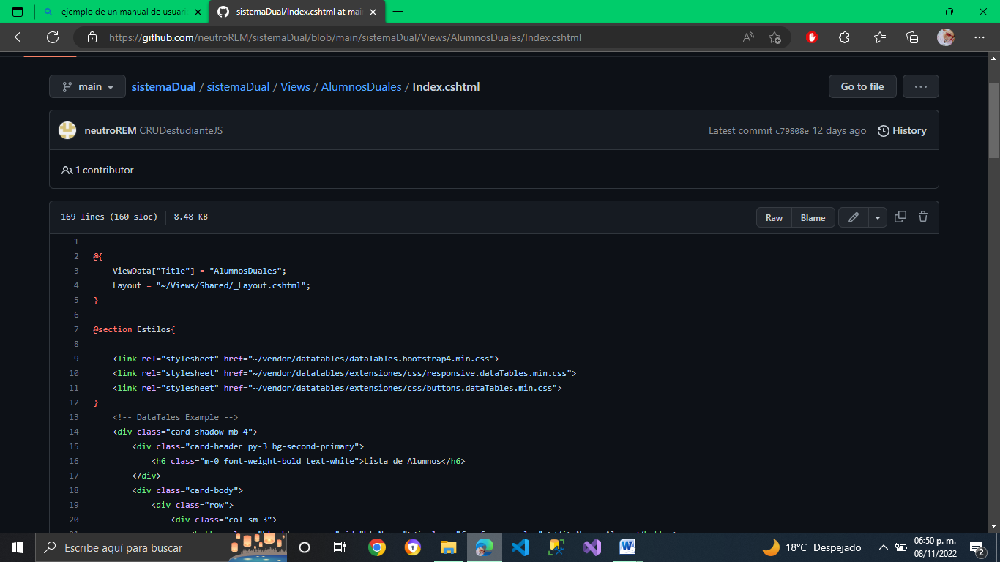 ejemplo de un manual de usuari
sistemaDual/Index.cshtml at mai
https://github.com/neutroREM/sistemaDual/blob/main/sistemaDual/Views/AlumnosDuales/Index.cshtml
main
sistemaDual / sistemaDual / Views / AlumnosDuales / Index.cshtml
Go to file
neutroREM CRUDestudianteJS
Latest commit c79808e 12 days ago
History
1 contributor
169 lines (160 sloc) 8.48 KB
Raw
Blame
1
2 @{
3 ViewData["Title"] = "AlumnosDuales";
4 Layout = "~/Views/Shared/_Layout.cshtml";
5 }
6
7 @section Estilos{
8
9 <link rel="stylesheet" href="~/vendor/datatables/dataTables.bootstrap4.min.css">
10 <link rel="stylesheet" href="~/vendor/datatables/extensiones/css/responsive.dataTables.min.css">
11 <link rel="stylesheet" href="~/vendor/datatables/extensiones/css/buttons.dataTables.min.css">
12 }
13 <!-- DataTales Example -->
14 <div class="card shadow mb-4">
15 <div class="card-header py-3 bg-second-primary">
16 <h6 class="m-0 font-weight-bold text-white">Lista de Alumnos</h6>
17 </div>
18 <div class="card-body">
19 <div class="row">
20 <div class="col-sm-3">
Escribe aquí para buscar
18°C Despejado
06:50 p. m.
08/11/2022
2